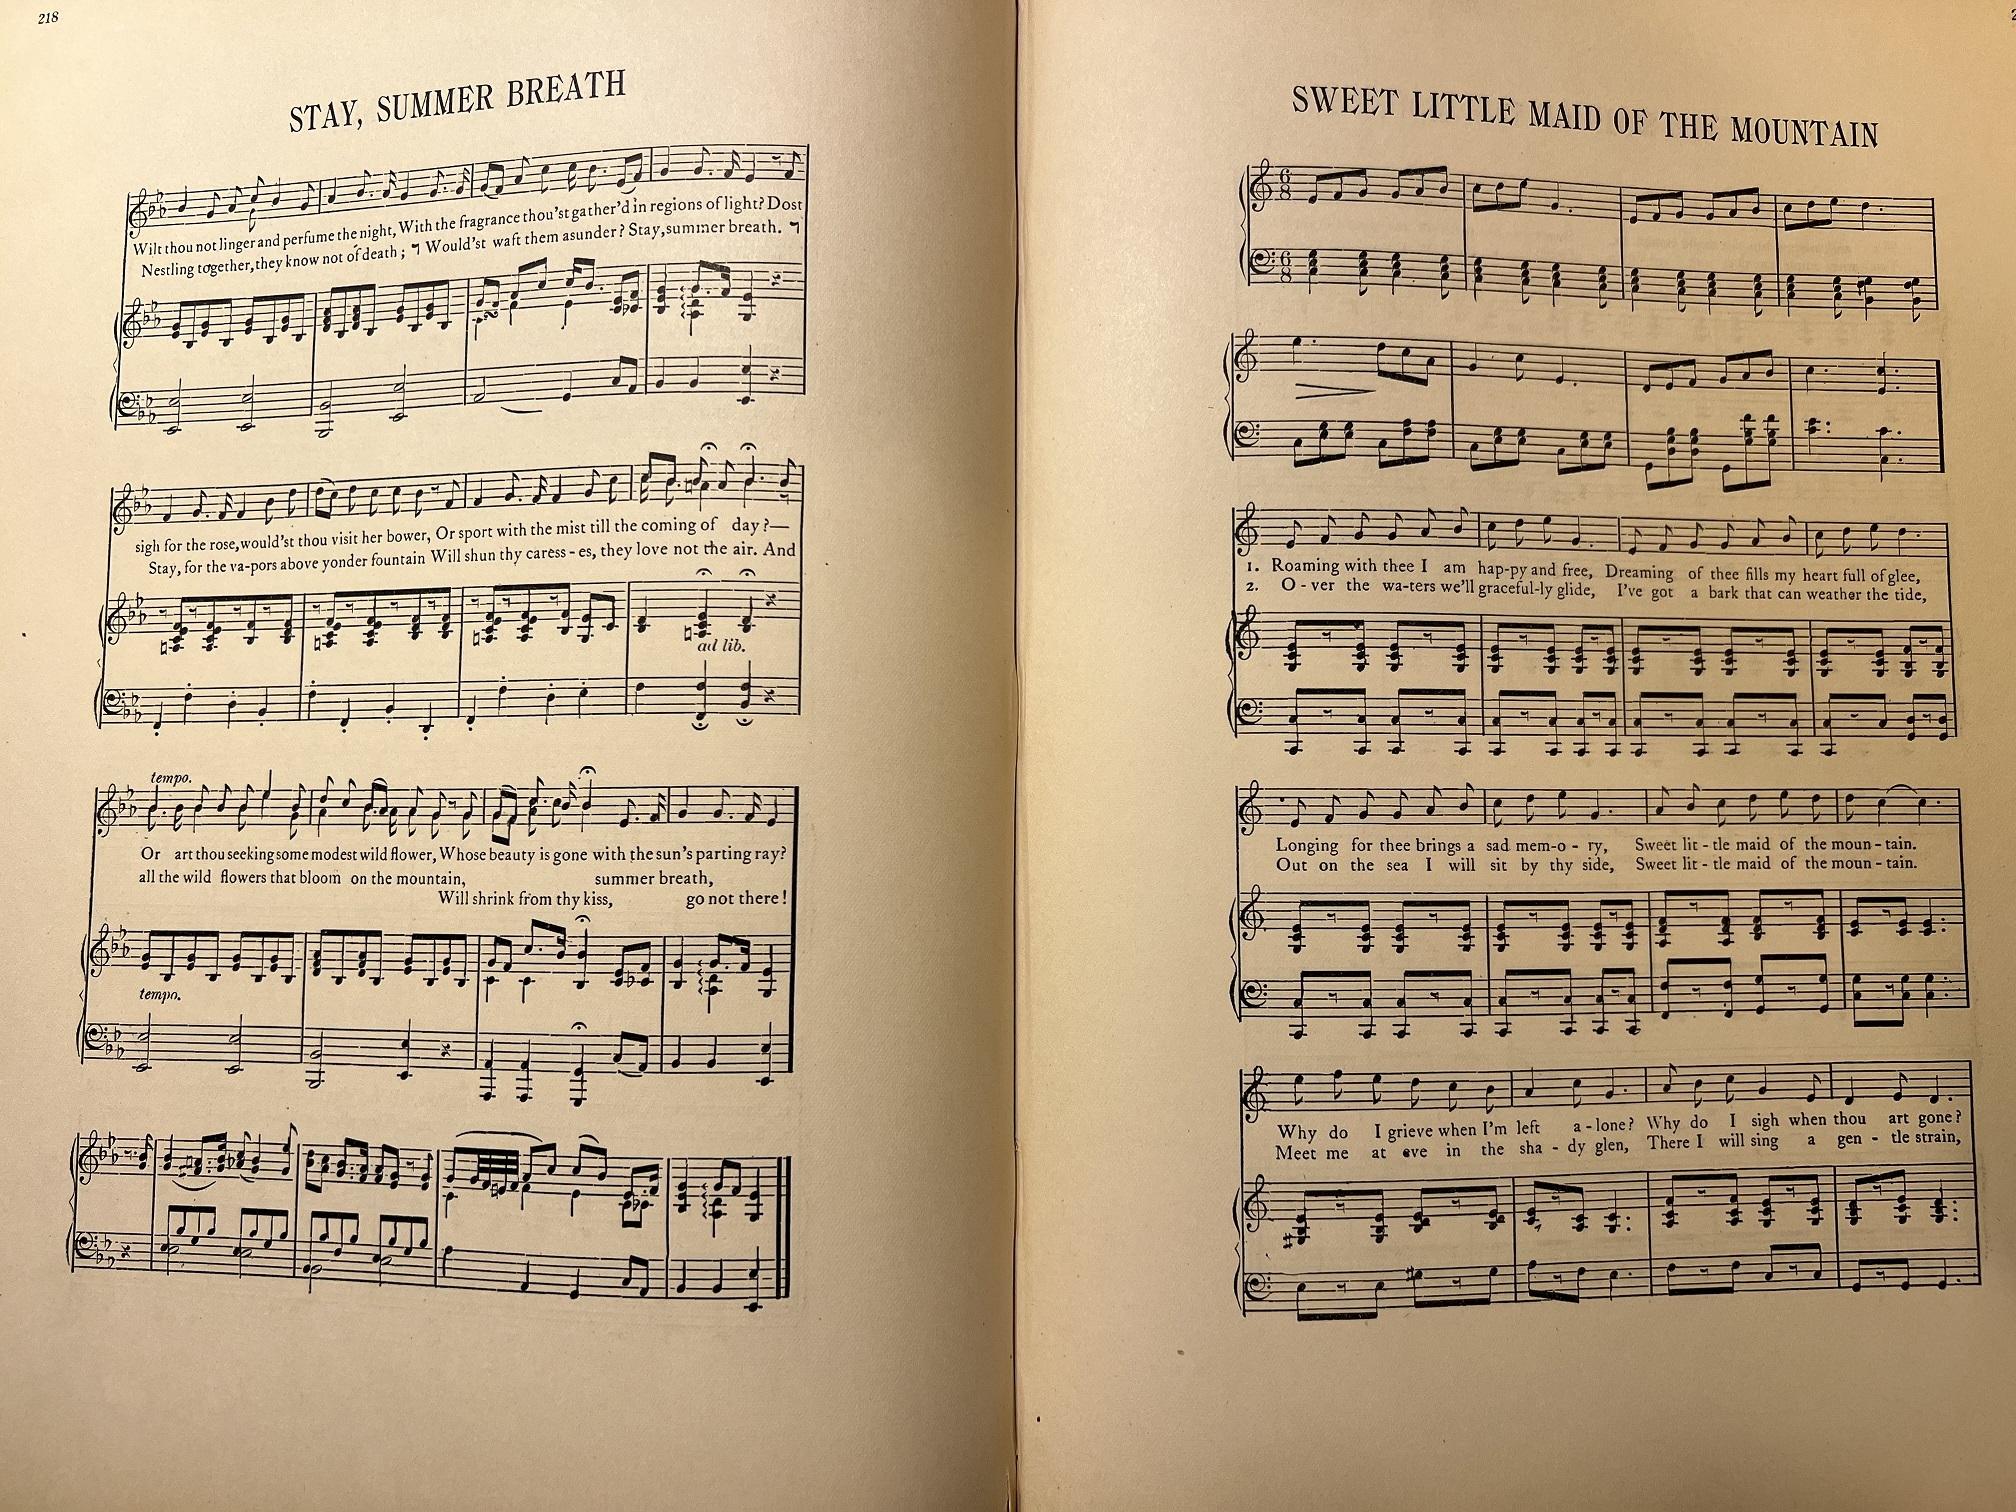 218
STAY, SUMMER BREATH
Wilt thou not linger and perfume the night, With the fragrance thou'st gather'd in regions of light? Dost
Nestling together, they know not of death; Would'st waft them asunder? Stay, summer breath.
sigh for the rose, would'st thou visit her bower, Or sport with the mist till the coming of day?—
Stay, for the va-pors above yonder fountain Will shun thy caress-es, they love not the air. And
ad lib.
tempo.
Or art thou seeking some modest wild flower, Whose beauty is gone with the sun's parting ray?
all the wild flowers that bloom on the mountain, summer breath,
Will shrink from thy kiss, go not there!
tempo.
2
SWEET LITTLE MAID OF THE MOUNTAIN
6 8
6 8
1. Roaming with thee I am hap-py and free, Dreaming of thee fills my heart full of glee,
2. O-ver the wa-ters we'll graceful-ly glide, I've got a bark that can weather the tide,
Longing for thee brings a sad mem-o-ry, Sweet lit-tle maid of the moun-tain.
Out on the sea I will sit by thy side, Sweet lit-tle maid of the moun-tain.
Why do I grieve when I'm left a-lone? Why do I sigh when thou art gone?
Meet me at eve in the sha-dy glen, There I will sing a gen-tle strain,